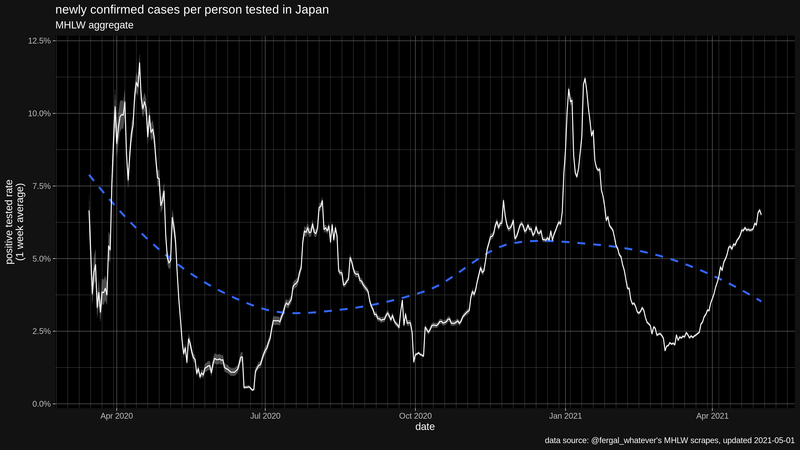 newly confirmed cases per person tested in Japan
MHLW aggregate
12.5%
10.0%
7.5%
5.0%
2.5%
0.0%
positive tested rate
(1 week average)
Apr 2020
Jul 2020
Oct 2020
Jan 2021
Apr 2021
date
data source: @fergal_whatever's MHLW scrapes, updated 2021-05-01